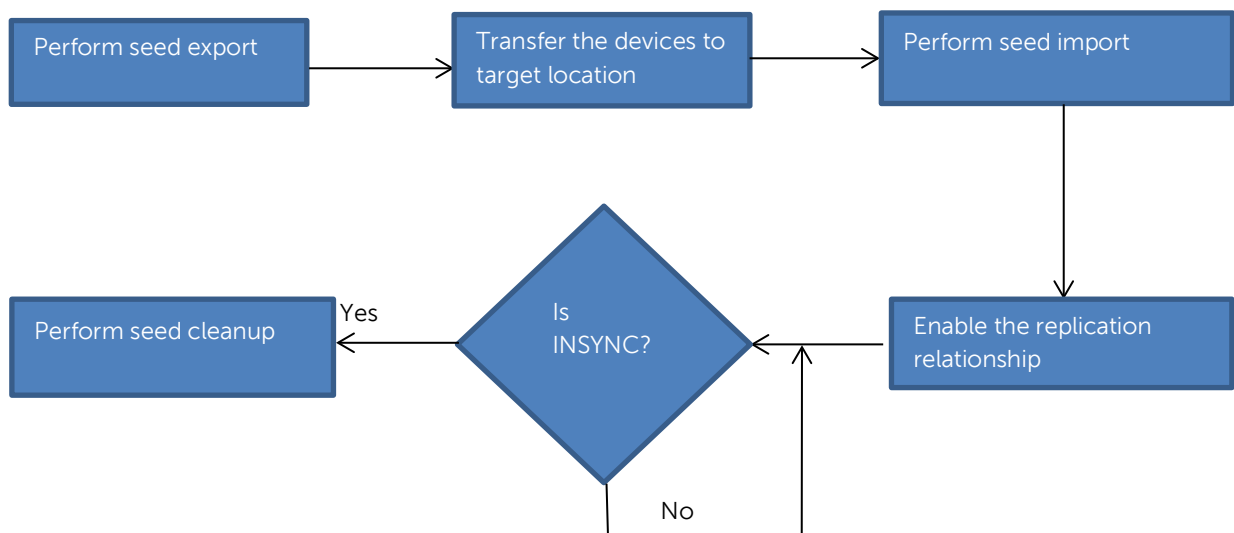 Perform seed export
Transfer the devices to
target location
Perform seed import
Enable the replication
relationship
Is
INSYNC?
Yes
Perform seed cleanup
No